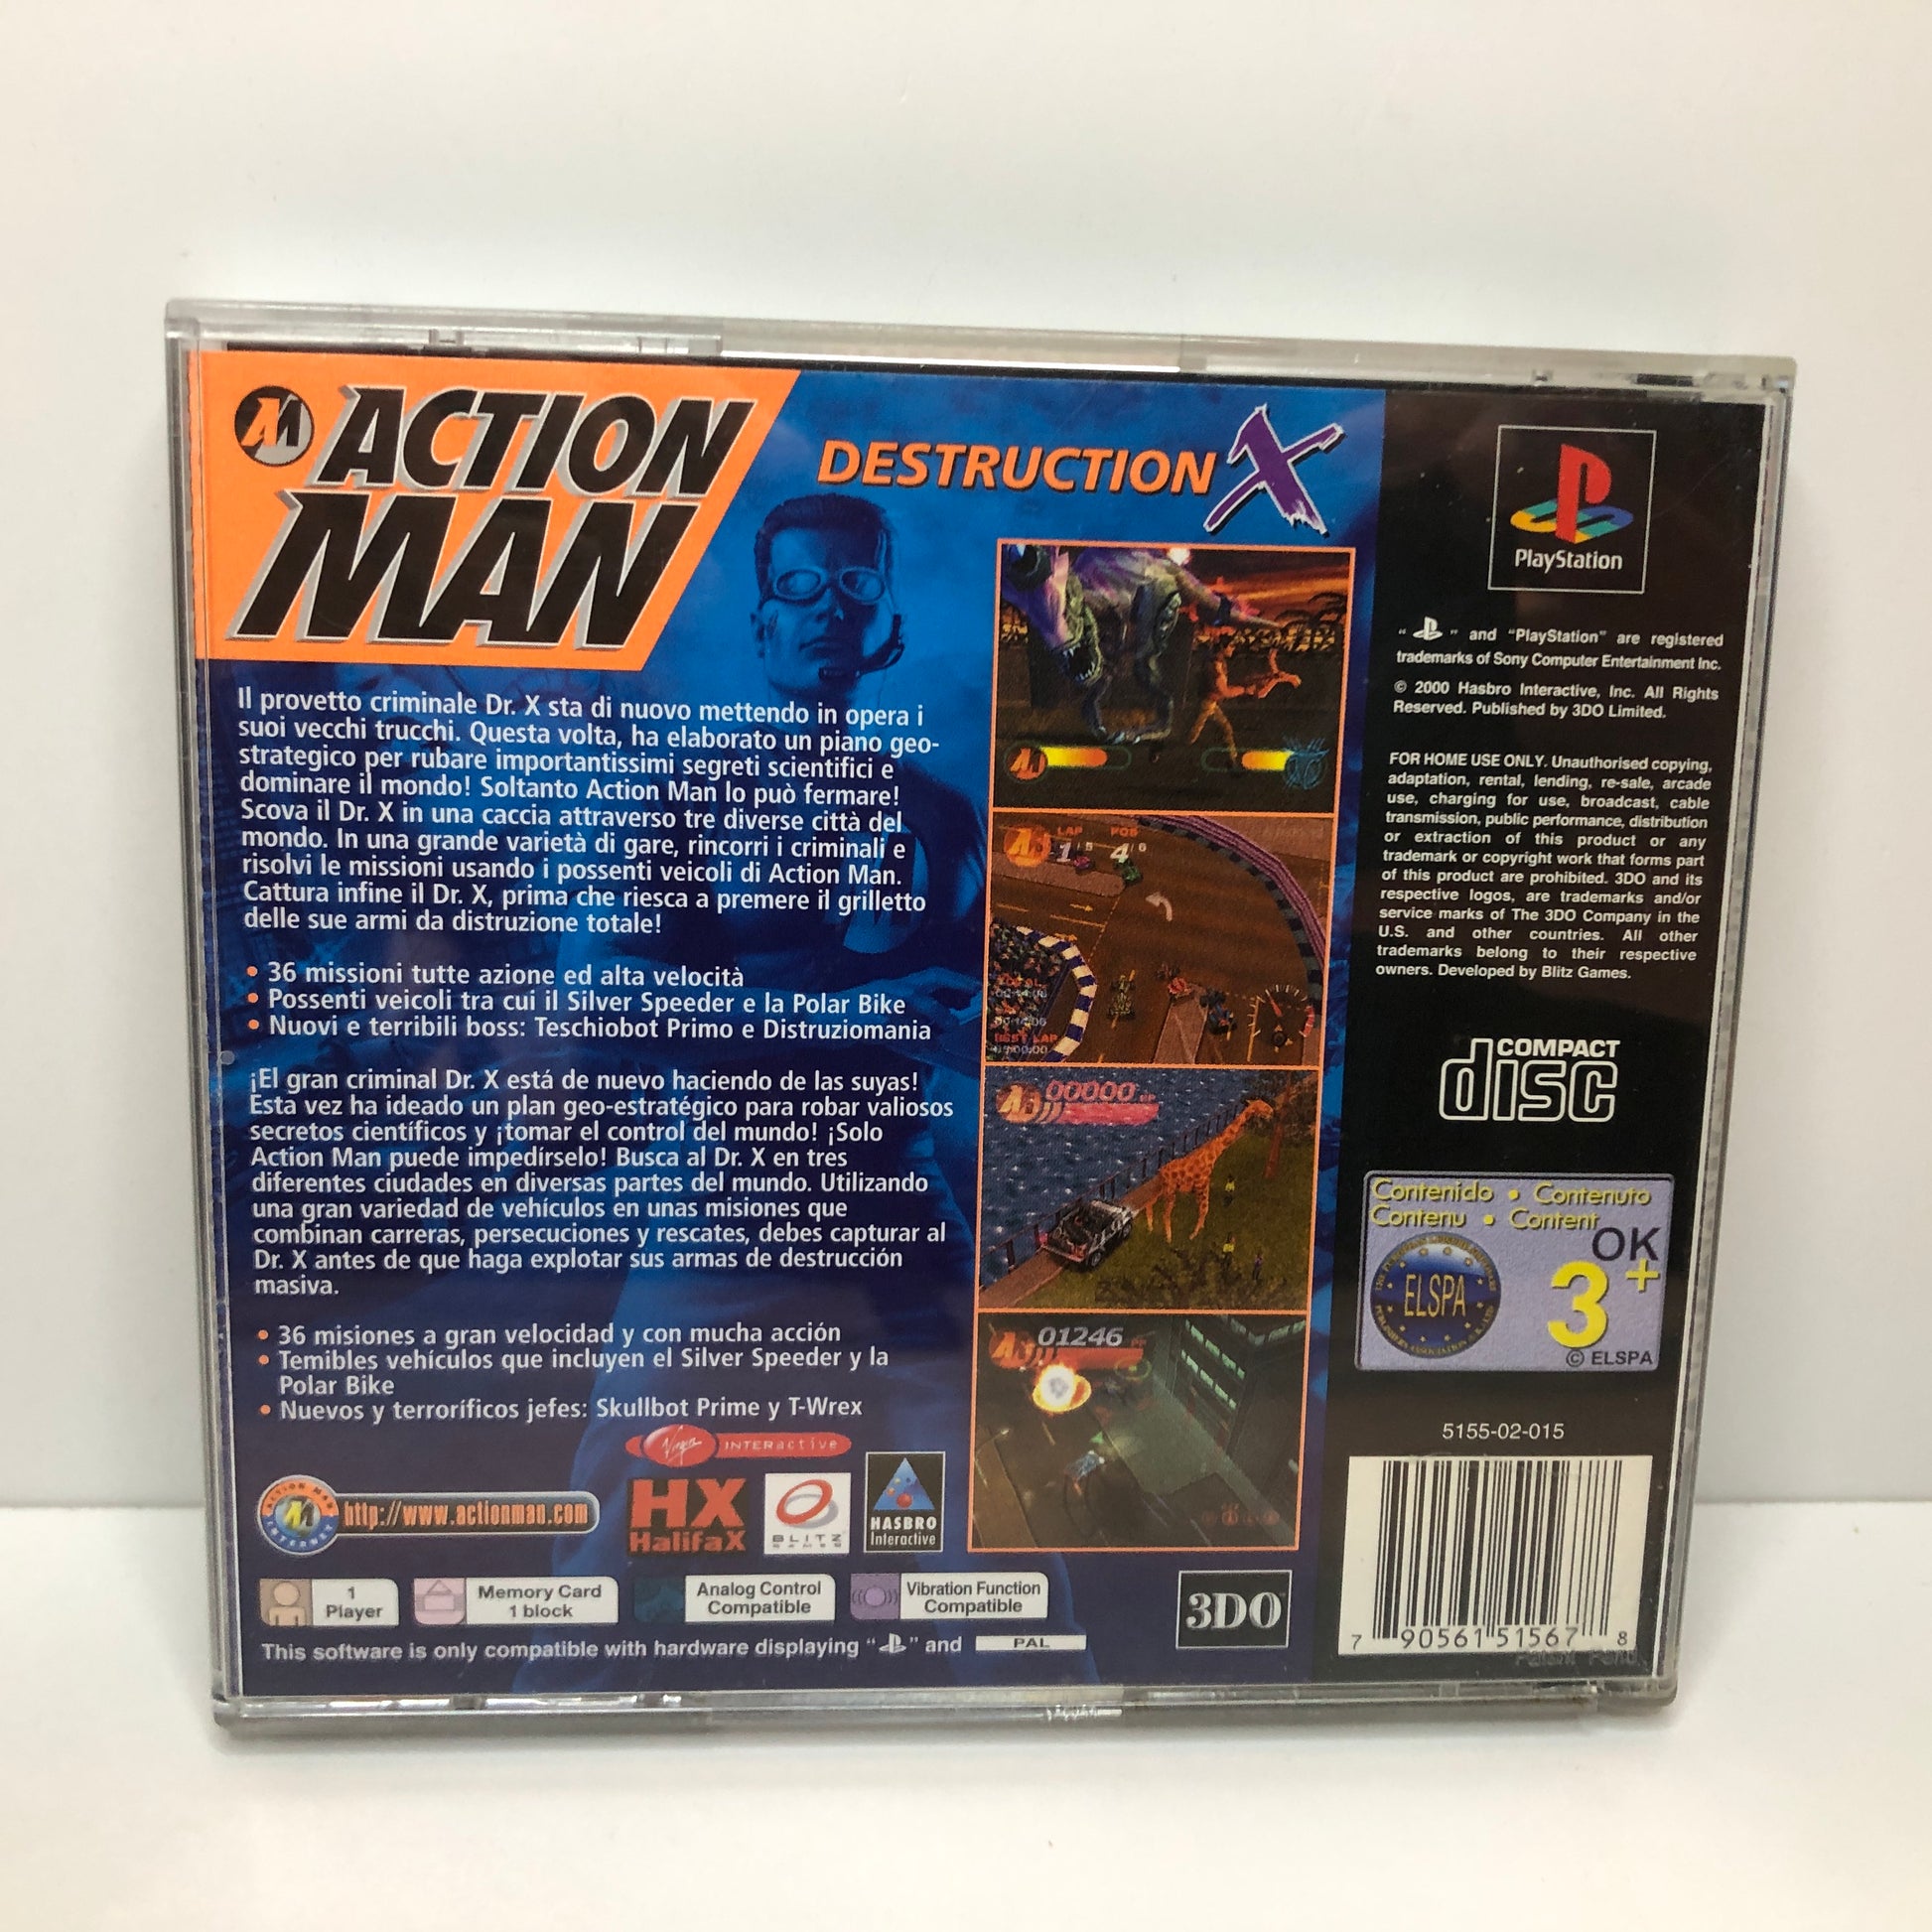 ACTION
MAN
DESTRUCTION X
Il provetto criminale Dr. X sta di nuovo mettendo in opera i
suoi vecchi trucchi. Questa volta, ha elaborato un piano geo-
strategico per rubare importantissimi segreti scientifici e
dominare il mondo! Soltanto Action Man lo può fermare!
Scova il Dr. X in una caccia attraverso tre diverse città del
mondo. In una grande varietà di gare, rincorri i criminali e
risolvi le missioni usando i possenti veicoli di Action Man.
Cattura infine il Dr. X, prima che riesca a premere il grilletto
delle sue armi da distruzione totale!
• 36 missioni tutte azione ed alta velocità
• Possenti veicoli tra cui il Silver Speeder e la Polar Bike
• Nuovi e terribili boss: Teschiobot Primo e Distruziomania
¡El gran criminal Dr. X está de nuevo haciendo de las suyas!
Esta vez ha ideado un plan geo-estratégico para robar valiosos
secretos científicos y ¡tomar el control del mundo! ¡Solo
Action Man puede impedírselo! Busca al Dr. X en tres
diferentes ciudades en diversas partes del mundo. Utilizando
una gran variedad de vehículos en unas misiones que
combinan carreras, persecuciones y rescates, debes capturar al
Dr. X antes de que haga explotar sus armas de destrucción
masiva.
• 36 misiones a gran velocidad y con mucha acción
• Temibles vehículos que incluyen el Silver Speeder y la
Polar Bike
• Nuevos y terroríficos jefes: Skullbot Prime y T-Wrex
Virgin INTERactive
ACTION MAN
INTERNET
http://www.actionman.com
HX
HalifaX
BLITZ
GAMES
HASBRO
Interactive
1
Player
Memory Card
1 block
Analog Control
Compatible
Vibration Function
Compatible
This software is only compatible with hardware displaying " " and PAL
3DO
LAP POS
1/5 4/6
TOTAL
BEST LAP
00000
01246
PlayStation
" " and "PlayStation" are registered
trademarks of Sony Computer Entertainment Inc.
© 2000 Hasbro Interactive, Inc. All Rights
Reserved. Published by 3DO Limited.
FOR HOME USE ONLY. Unauthorised copying,
adaptation, rental, lending, re-sale, arcade
use, charging for use, broadcast, cable
transmission, public performance, distribution
or extraction of this product or any
trademark or copyright work that forms part
of this product are prohibited. 3DO and its
respective logos, are trademarks and/or
service marks of The 3DO Company in the
U.S. and other countries. All other
trademarks belong to their respective
owners. Developed by Blitz Games.
COMPACT
disc
Contenido • Contenuto
Contenu • Content
OK
3+
ELSPA
© ELSPA
5155-02-015
7 90561 51567 8